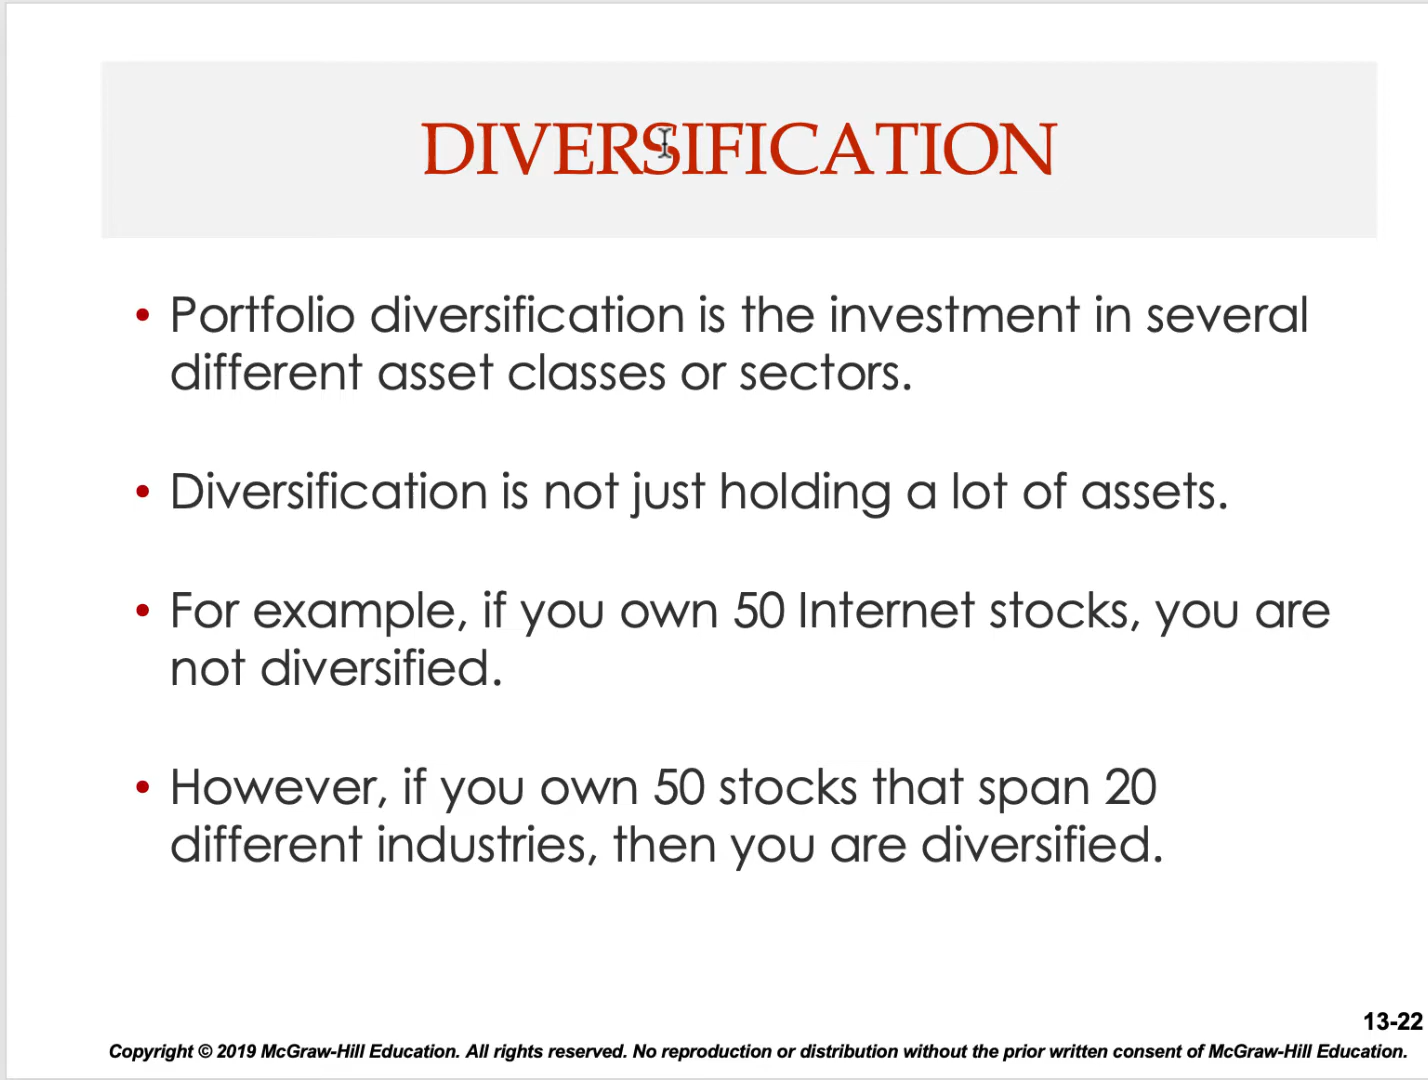 DIVERSIFICATION
• Portfolio diversification is the investment in several
different asset classes or sectors.
• Diversification is not just holding a lot of assets.
• For example, if you own 50 Internet stocks, you are
not diversified.
• However, if you own 50 stocks that span 20
different industries, then you are diversified.
13-22
Copyright © 2019 McGraw-Hill Education. All rights reserved. No reproduction or distribution without the prior written consent of McGraw-Hill Education.